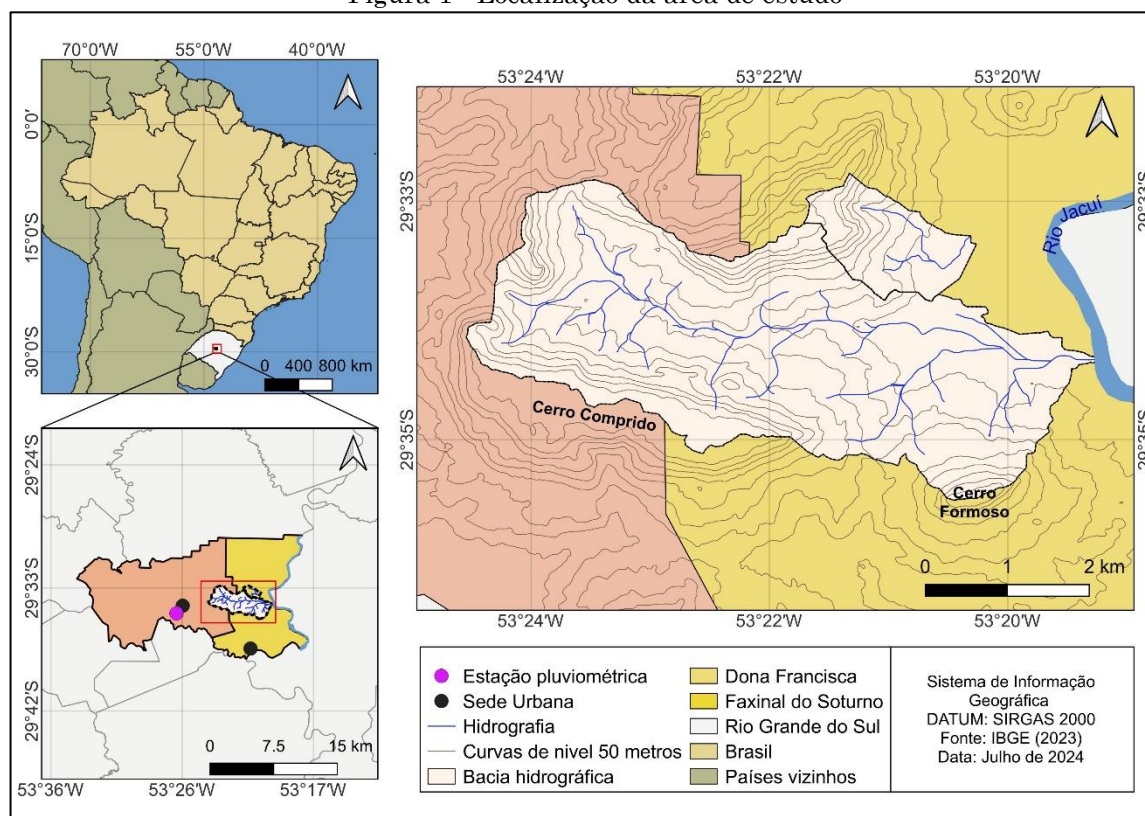 Figura 1 - Localização da área de estudo
70°0'W 55°0'W 40°0'W
0°0'
15°0'S
30°0'S
0 400 800 km
29°24'S
29°33'S
29°42'S
0 7.5 15 km
53°36'W 53°26'W 53°17'W
53°24'W 53°22'W 53°20'W
29°33'S
29°35'S
29°33'S
29°35'S
Rio Jacuí
Cerro Comprido
Cerro
Formoso
0 1 2 km
53°24'W 53°22'W 53°20'W
Estação pluviométrica
Sede Urbana
Hidrografia
Curvas de nivel 50 metros
Bacia hidrográfica
Dona Francisca
Faxinal do Soturno
Rio Grande do Sul
Brasil
Países vizinhos
Sistema de Informação
Geográfica
DATUM: SIRGAS 2000
Fonte: IBGE (2023)
Data: Julho de 2024